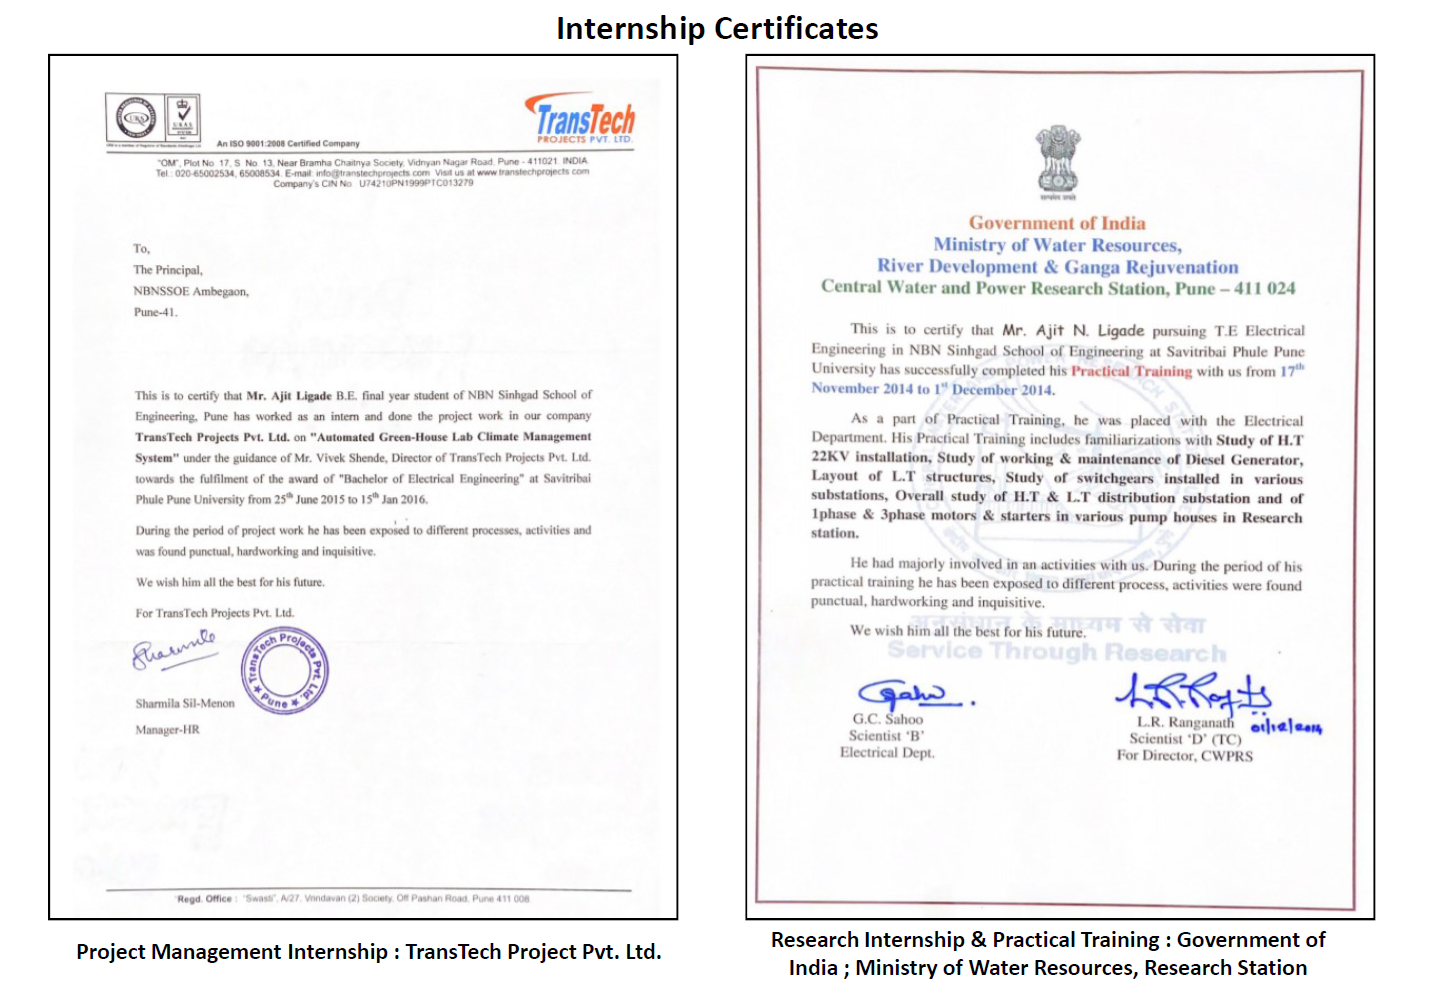 Internship Certificates
URS
UKAS
An ISO 9001:2008 Certified Company
TransTech
PROJECTS PVT. LTD.
"OM", Plot No. 17, S. No. 13, Near Bramha Chaitnya Society, Vidnyan Nagar Road, Pune - 411021. INDIA
Tel.: 020-65002534, 65008534. E-mail: info@transtechprojects.com Visit us at www.transtechprojects.com
Company's CIN No U74210PN1999PTC013279
To,
The Principal,
NBNSSOE Ambegaon,
Pune-41.
This is to certify that Mr. Ajit Ligade B.E. final year student of NBN Sinhgad School of
Engineering, Pune has worked as an intern and done the project work in our company
TransTech Projects Pvt. Ltd. on "Automated Green-House Lab Climate Management
System" under the guidance of Mr. Vivek Shende, Director of TransTech Projects Pvt. Ltd.
towards the fulfilment of the award of "Bachelor of Electrical Engineering" at Savitribai
Phule Pune University from 25th June 2015 to 15th Jan 2016.
During the period of project work he has been exposed to different processes, activities and
was found punctual, hardworking and inquisitive.
We wish him all the best for his future.
For TransTech Projects Pvt. Ltd.
Sharmila
TransTech Projects Pvt. Ltd. ★ Pune ★
Sharmila Sil-Menon
Manager-HR
Regd. Office : "Swasti", A/27, Vrindavan (2) Society, Off Pashan Road, Pune 411 008
Project Management Internship : TransTech Project Pvt. Ltd.
सत्यमेव जयते
Government of India
Ministry of Water Resources,
River Development & Ganga Rejuvenation
Central Water and Power Research Station, Pune – 411 024
This is to certify that Mr. Ajit N. Ligade pursuing T.E Electrical
Engineering in NBN Sinhgad School of Engineering at Savitribai Phule Pune
University has successfully completed his Practical Training with us from 17th
November 2014 to 1st December 2014.
As a part of Practical Training, he was placed with the Electrical
Department. His Practical Training includes familiarizations with Study of H.T
22KV installation, Study of working & maintenance of Diesel Generator,
Layout of L.T structures, Study of switchgears installed in various
substations, Overall study of H.T & L.T distribution substation and of
1phase & 3phase motors & starters in various pump houses in Research
station.
He had majorly involved in an activities with us. During the period of his
practical training he has been exposed to different process, activities were found
punctual, hardworking and inquisitive.
अनुसंधान के माध्यम से सेवा
We wish him all the best for his future.
Service Through Research
G.C. Sahoo
Scientist 'B'
Electrical Dept.
L.R. Ranganath
01/12/2014
Scientist 'D' (TC)
For Director, CWPRS
Research Internship & Practical Training : Government of
India ; Ministry of Water Resources, Research Station